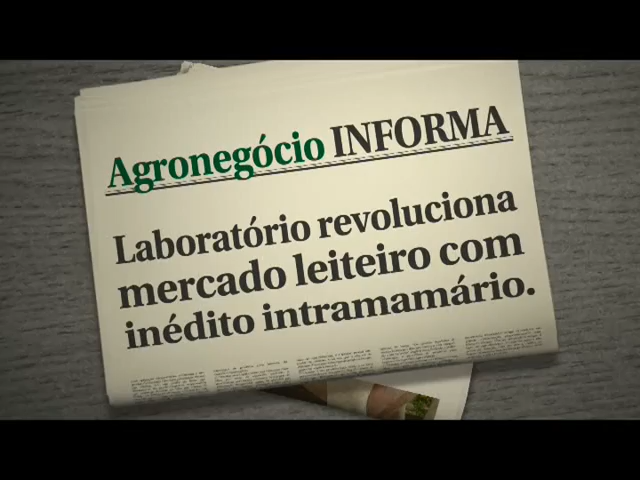 Agronegócio INFORMA
Laboratório revoluciona
mercado leiteiro com
inédito intramamário.